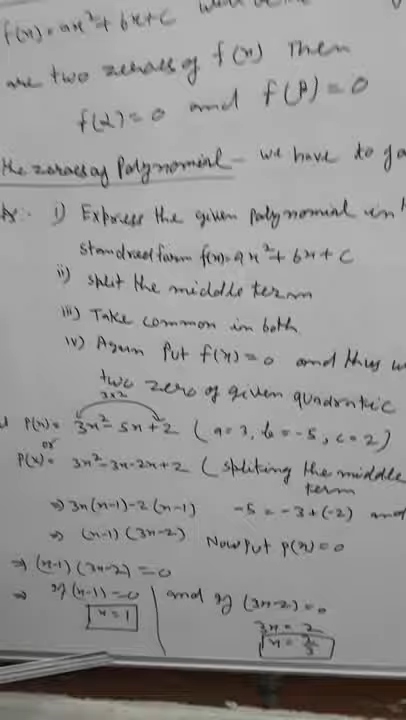 f(x)=ax²+bx+c
are two zeroes of f(x) Then
f(α)=0 and f(β)=0
the zeroes of Polynomial - we have to
i) Express the given polynomial in
standred form f(x)=ax²+bx+c
ii) split the middle term
iii) Take common in both
iv) Again Put f(x)=0 and thus
two zero of given quadratic
3x2
P(x)= 3x²-5x+2 (a=3, b=-5, c=2)
or
P(x)= 3x²-3x-2x+2 (spliting the middle
term
⇒ 3x(x-1)-2(x-1) -5=-3+(-2) and
⇒ (x-1)(3x-2) Now put p(x)=0
⇒ (x-1)(3x-2)=0
⇒ if (x-1)=0 and if (3x-2)=0
x=1 3x=2
x=2/3